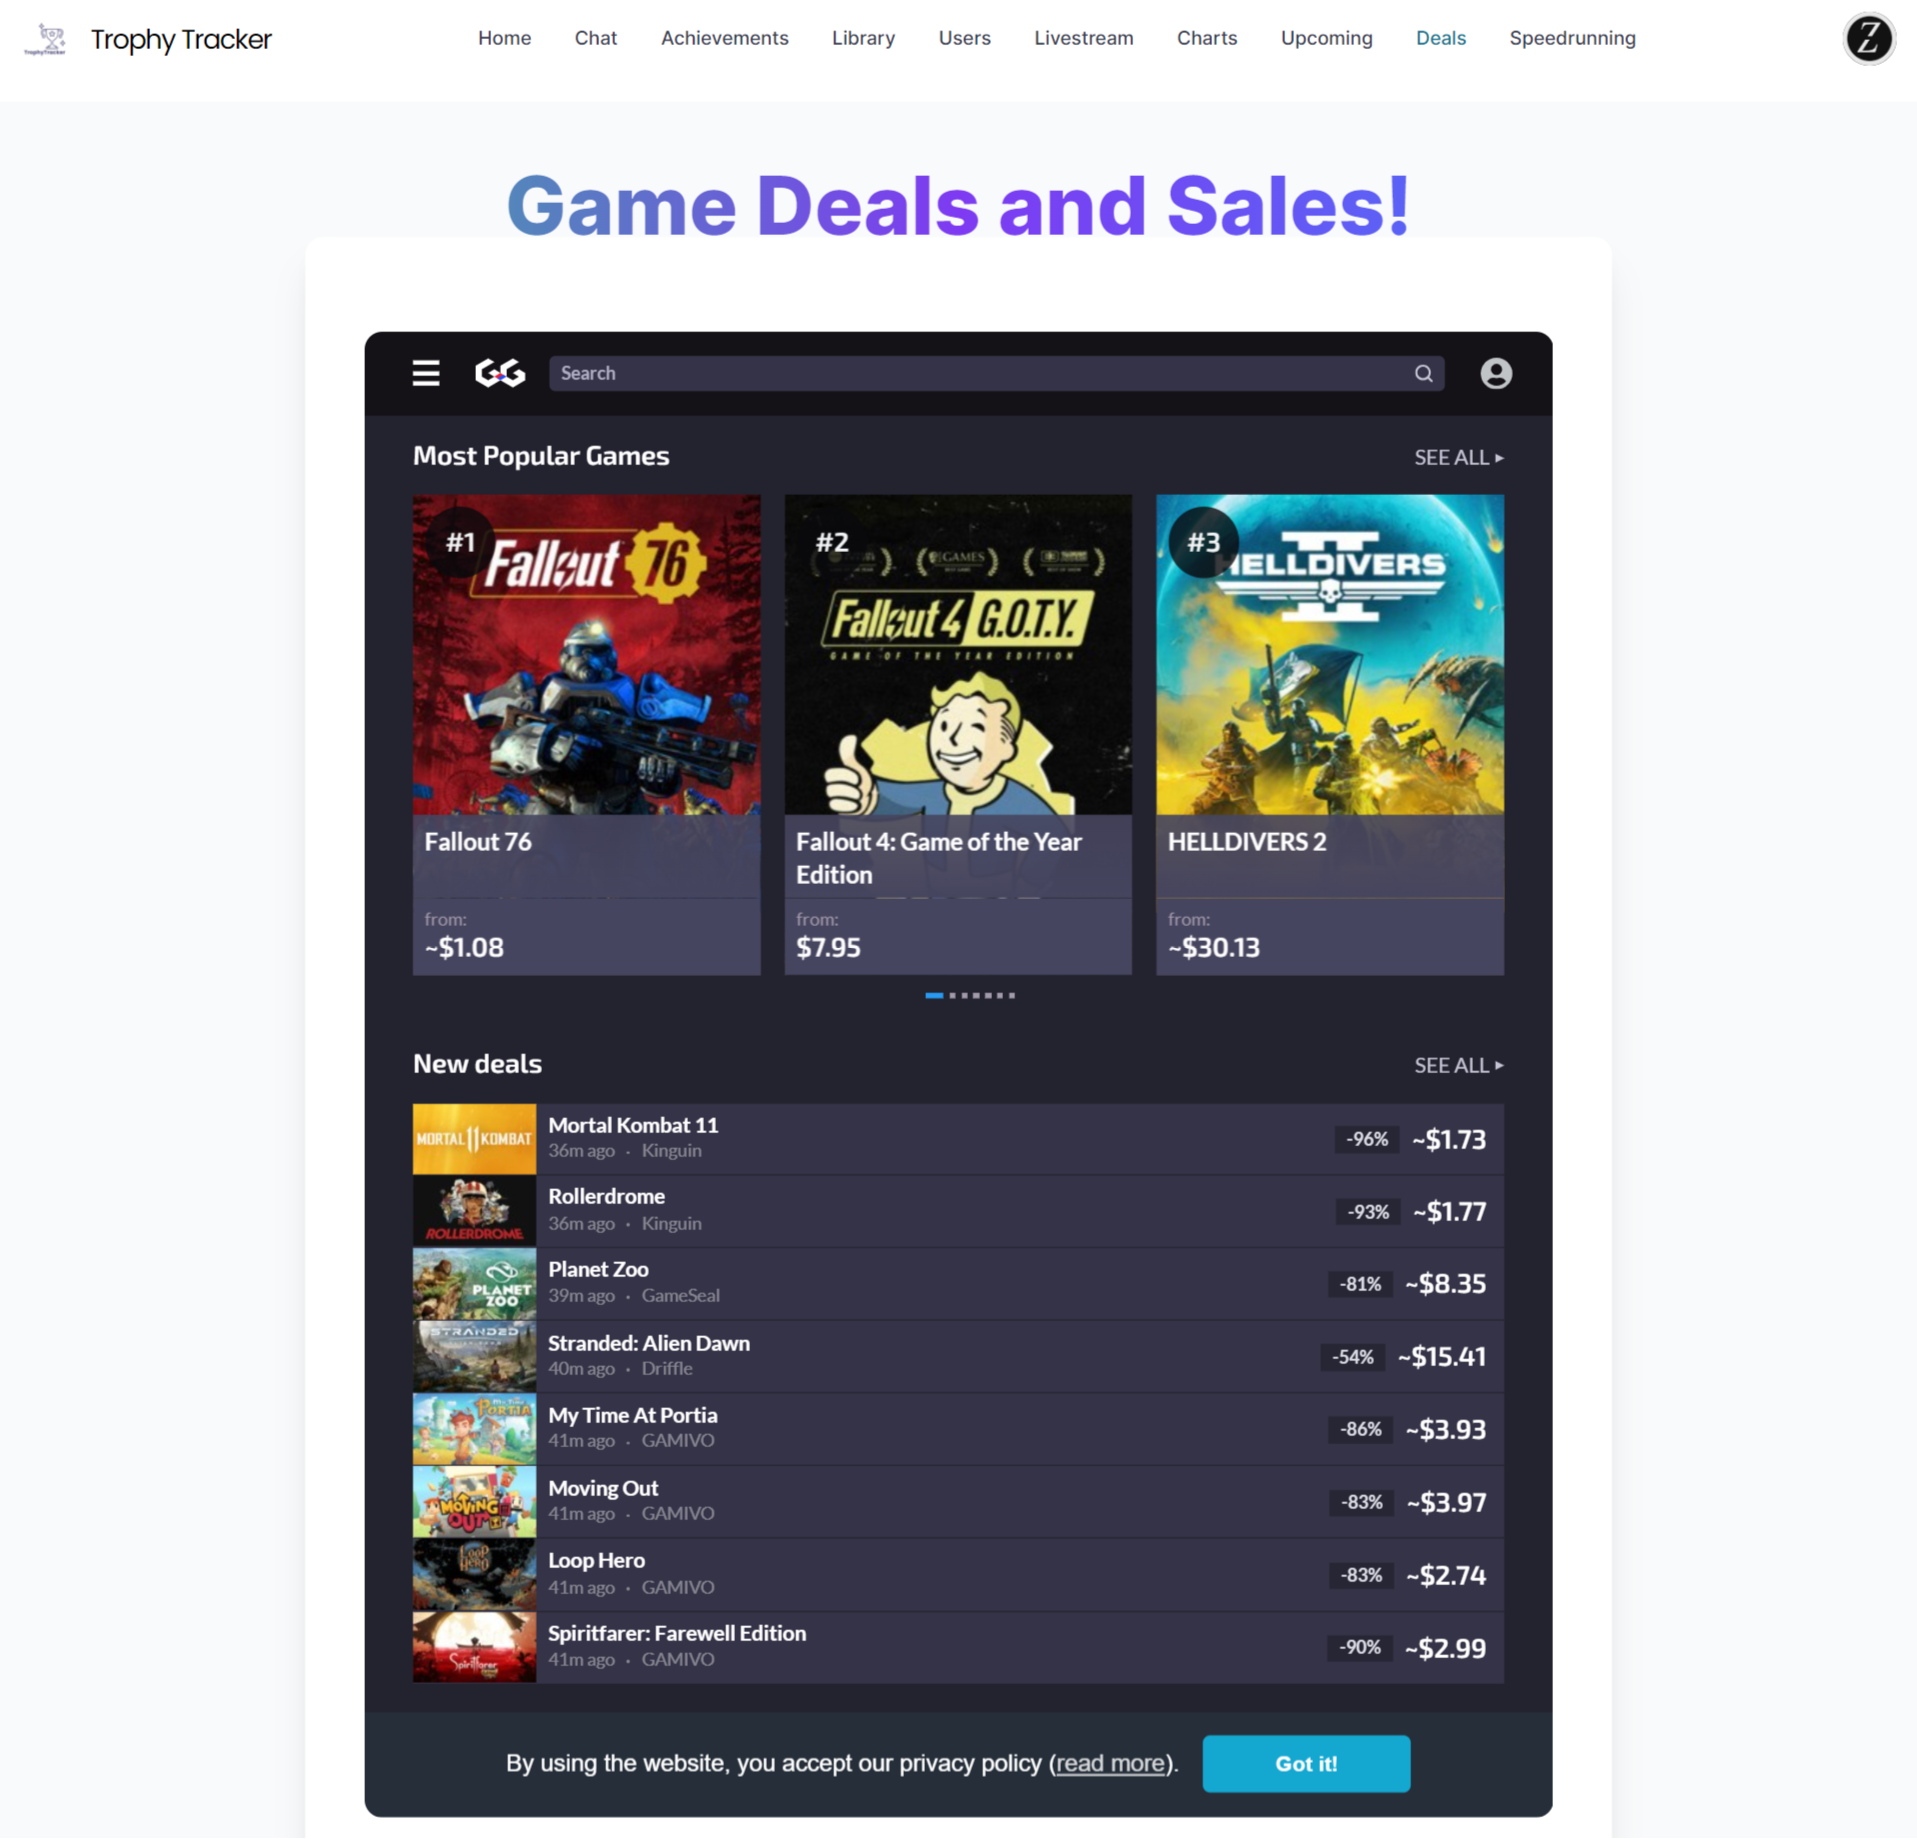 TrophyTracker
Trophy Tracker
Home
Chat
Achievements
Library
Users
Livestream
Charts
Upcoming
Deals
Speedrunning
Z
Game Deals and Sales!
GG
Search
Most Popular Games
SEE ALL ▸
#1
Fallout 76
Fallout 76
from:
~$1.08
#2
GAMES
Fallout 4 G.O.T.Y.
GAME OF THE YEAR EDITION
Fallout 4: Game of the Year
Edition
from:
$7.95
#3
HELLDIVERS
II
HELLDIVERS 2
from:
~$30.13
New deals
SEE ALL ▸
MORTAL 11 KOMBAT
Mortal Kombat 11
36m ago · Kinguin
-96%
~$1.73
ROLLERDROME
Rollerdrome
36m ago · Kinguin
-93%
~$1.77
PLANET
ZOO
Planet Zoo
39m ago · GameSeal
-81%
~$8.35
STRANDED
Stranded: Alien Dawn
40m ago · Driffle
-54%
~$15.41
My Time
PORTIA
My Time At Portia
41m ago · GAMIVO
-86%
~$3.93
MOVING
OUT
Moving Out
41m ago · GAMIVO
-83%
~$3.97
LOOP
HERO
Loop Hero
41m ago · GAMIVO
-83%
~$2.74
Spiritfarer
Spiritfarer: Farewell Edition
41m ago · GAMIVO
-90%
~$2.99
By using the website, you accept our privacy policy (read more).
Got it!